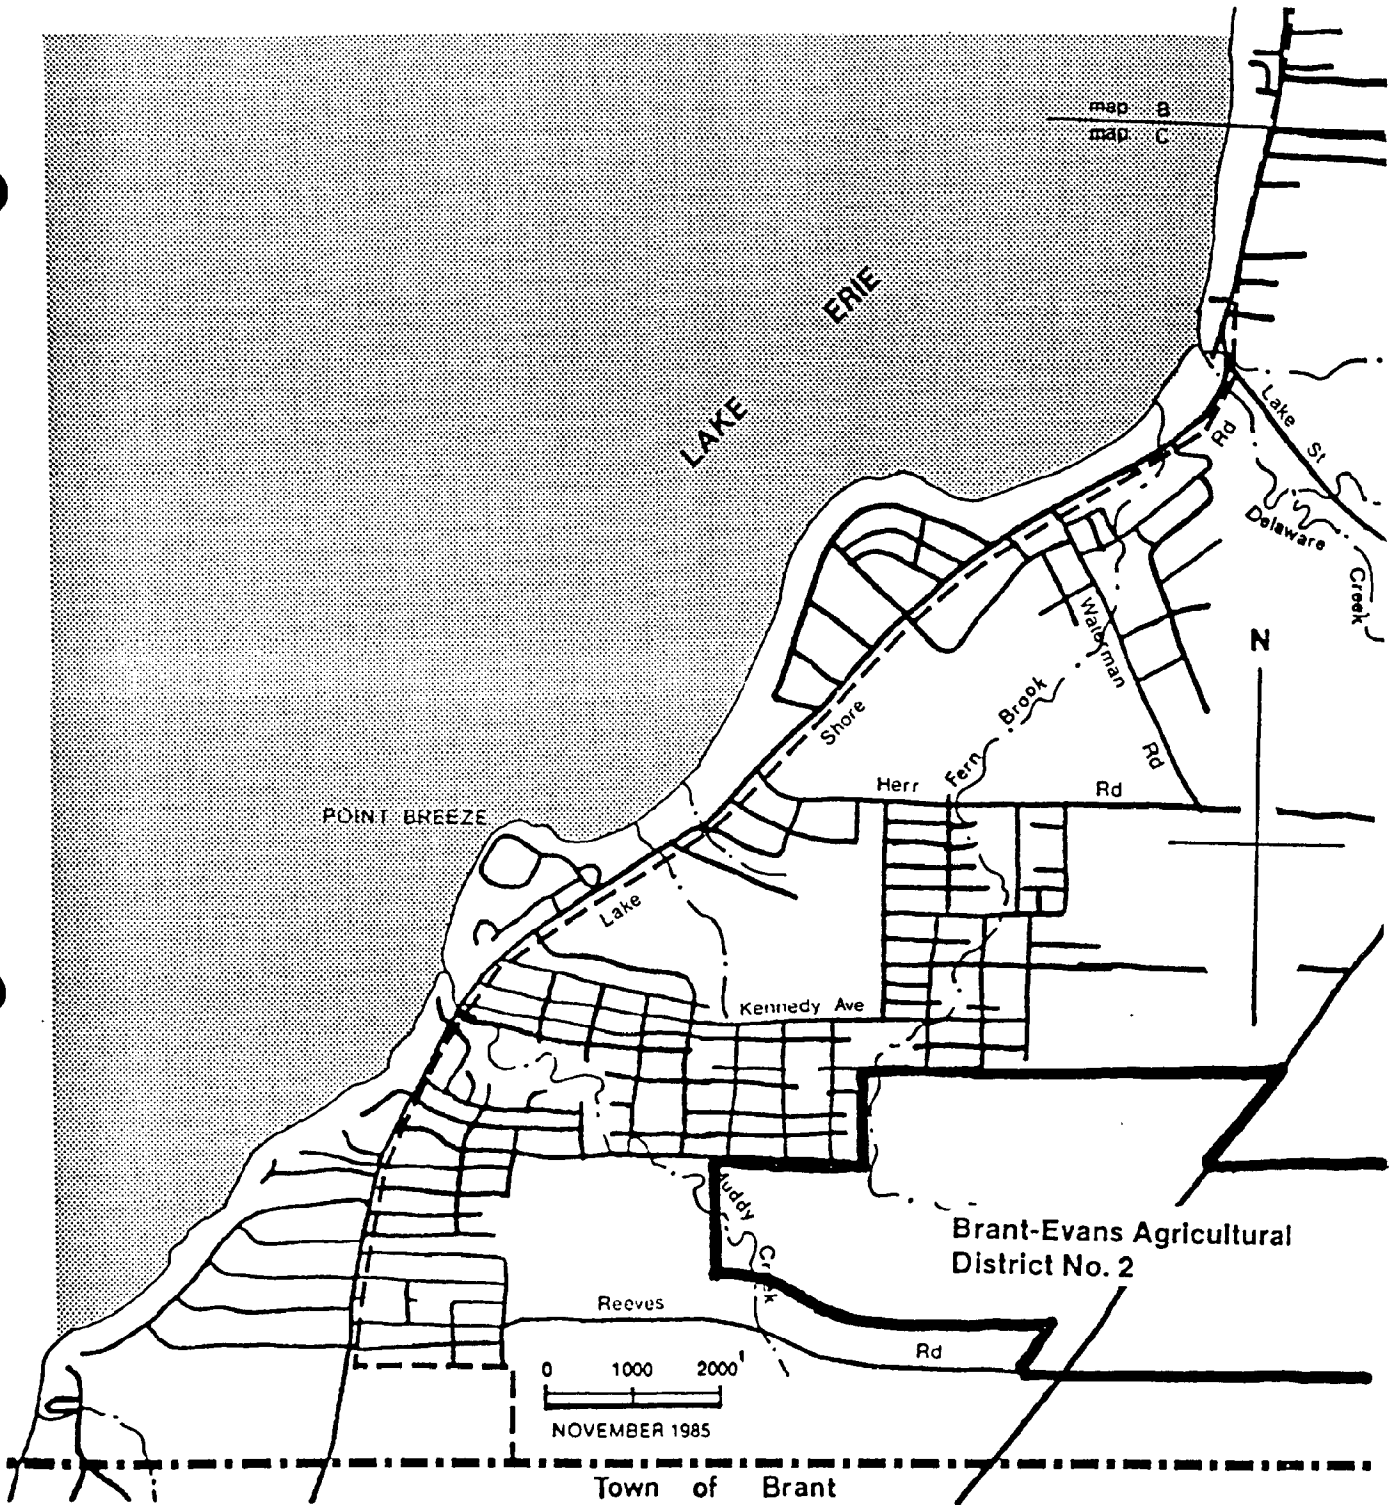 map B
map C
LAKE ERIE
Lake St
Rd
Delaware
Creek
Waterman
Rd
N
Fern Brook
Shore
Herr Rd
POINT BREEZE
Lake
Kennedy Ave
Muddy
Creek
Brant-Evans Agricultural
District No. 2
Reeves
Rd
0 1000 2000'
NOVEMBER 1985
Town of Brant